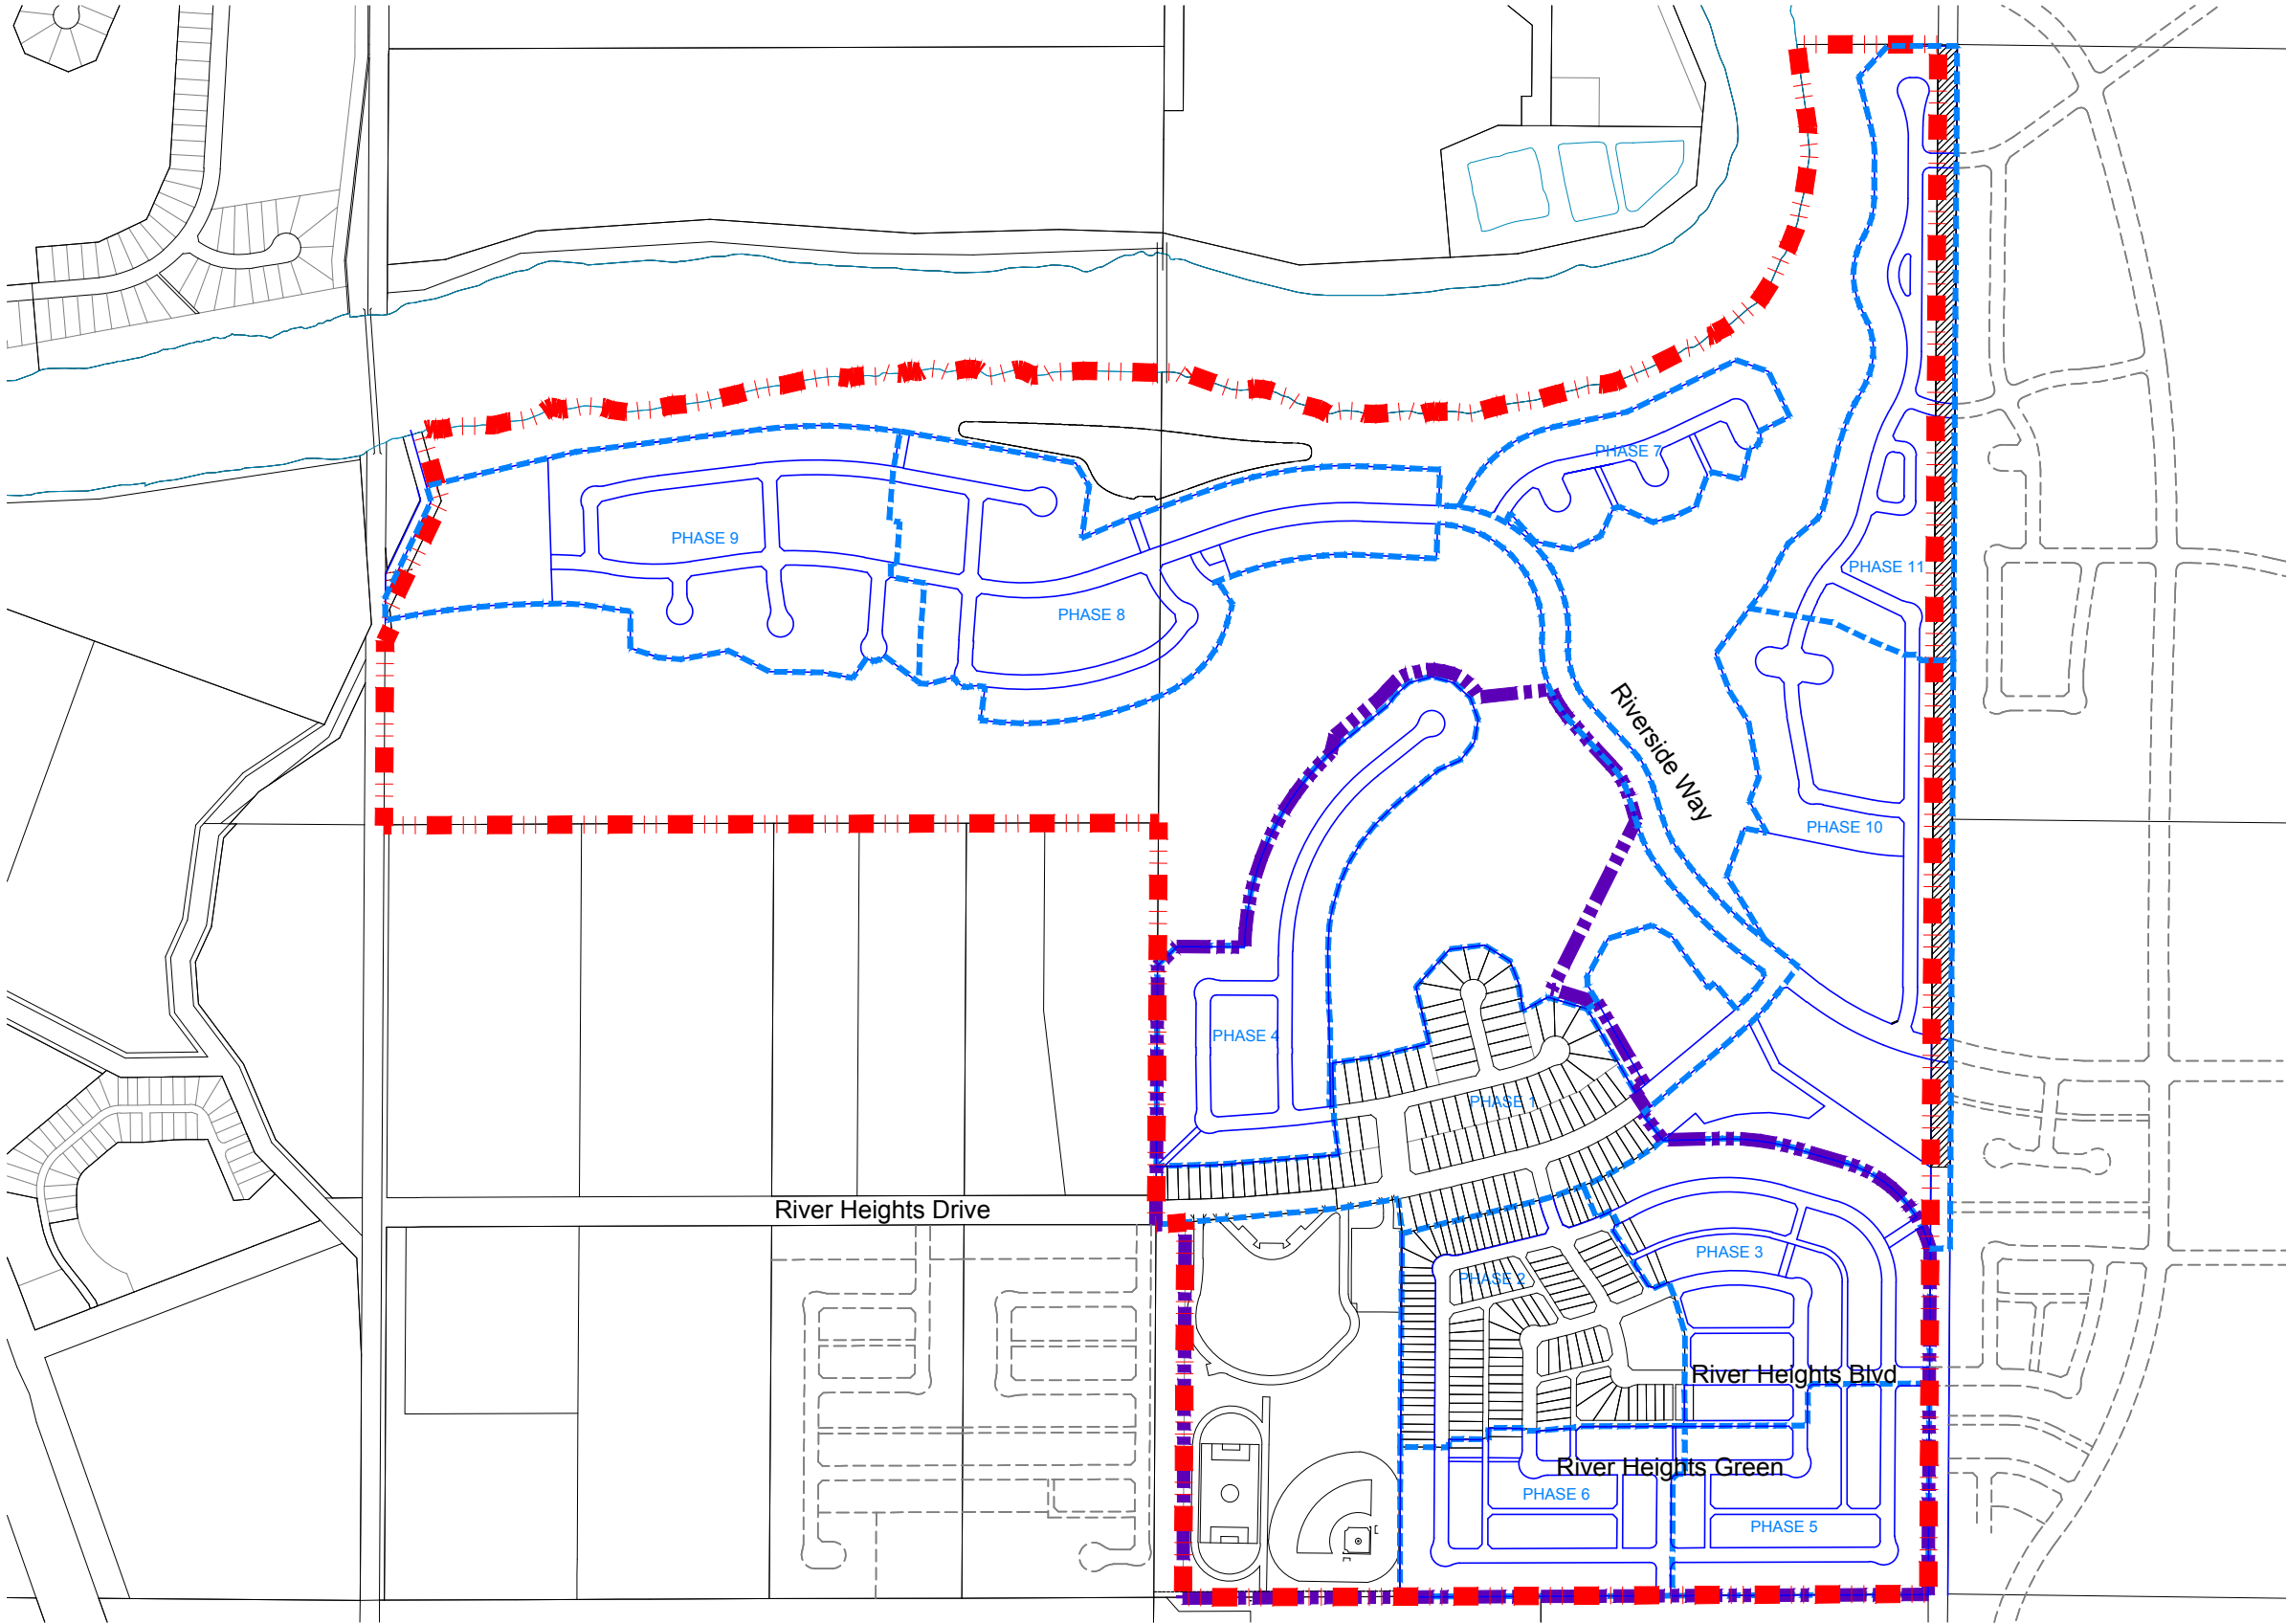 PHASE 7
PHASE 9
PHASE 11
PHASE 8
Riverside Way
PHASE 10
PHASE 4
PHASE 1
River Heights Drive
PHASE 3
PHASE 2
River Heights Blvd
River Heights Green
PHASE 6
PHASE 5